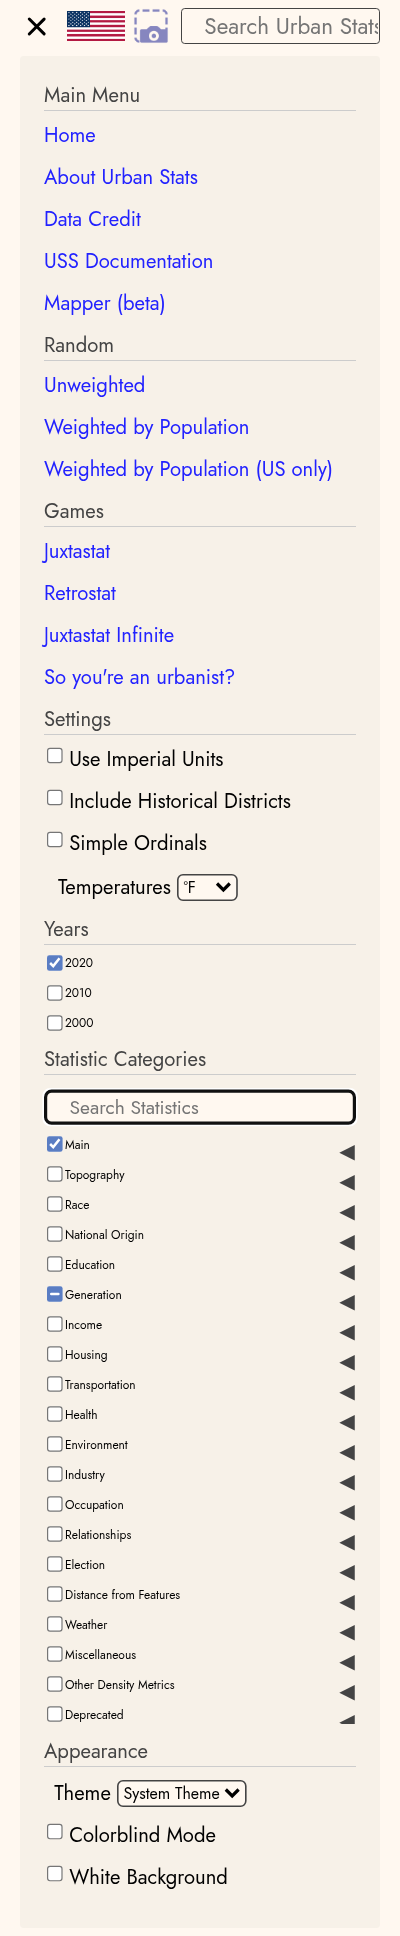 Search Urban Stats
Main Menu
Home
About Urban Stats
Data Credit
USS Documentation
Mapper (beta)
Random
Unweighted
Weighted by Population
Weighted by Population (US only)
Games
Juxtastat
Retrostat
Juxtastat Infinite
So you're an urbanist?
Settings
Use Imperial Units
Include Historical Districts
Simple Ordinals
Temperatures °F
Years
2020
2010
2000
Statistic Categories
Search Statistics
Main
Topography
Race
National Origin
Education
Generation
Income
Housing
Transportation
Health
Environment
Industry
Occupation
Relationships
Election
Distance from Features
Weather
Miscellaneous
Other Density Metrics
Deprecated
Appearance
Theme System Theme
Colorblind Mode
White Background